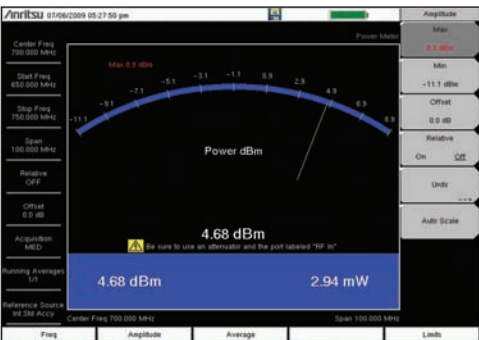 Anritsu 07/06/2009 05:27:50 pm
Amplitude
Power Meter
Center Freq
700.000 MHz
Start Freq
650.000 MHz
Stop Freq
750.000 MHz
Span
100.000 MHz
Relative
OFF
Offset
0.0 dB
Acquisition
MED
Running Averages
1/1
Reference Source
Int Std Accy
Max 8.9 dBm
-11.1
-9.1
-7.1
-5.1
-3.1
-1.1
0.9
2.9
4.9
6.9
8.9
Power dBm
4.68 dBm
Be sure to use an attenuator and the port labeled "RF In"
4.68 dBm
2.94 mW
Center Freq 700.000 MHz
Span 100.000 MHz
Max
8.9 dBm
Min
-11.1 dBm
Offset
0.0 dB
Relative
On Off
Units
Auto Scale
Freq
Amplitude
Average
Limits